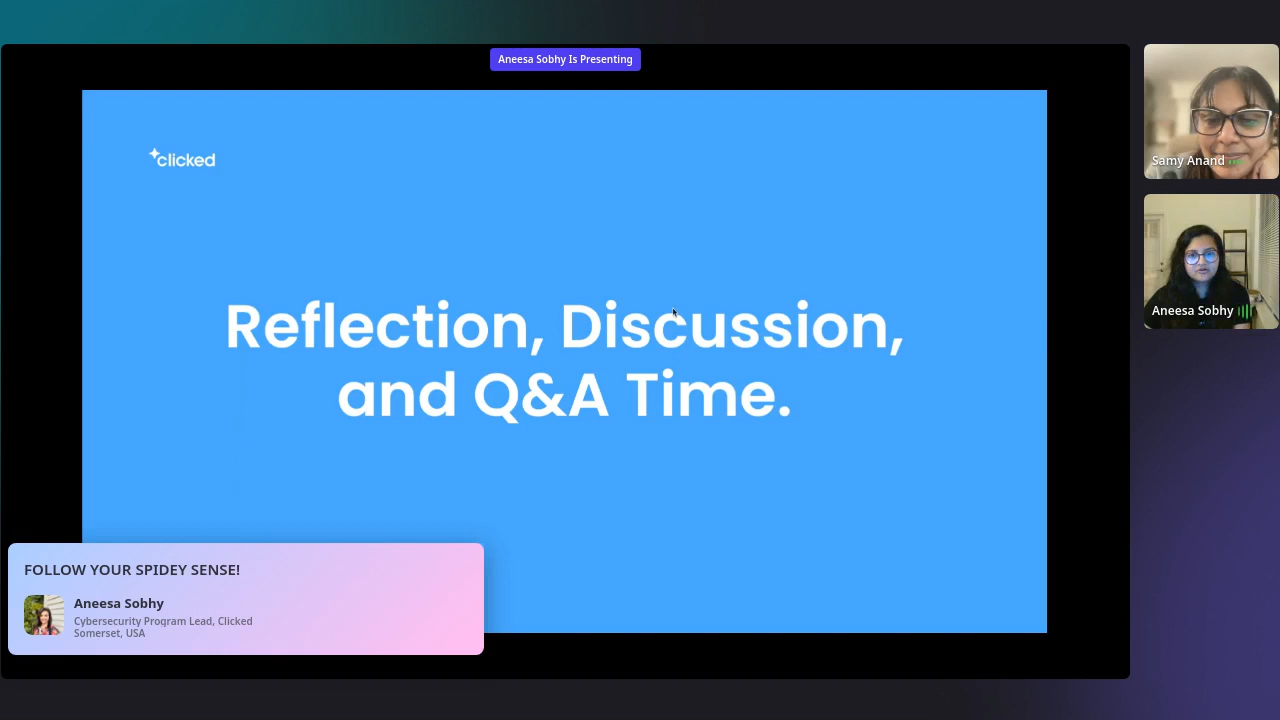 Aneesa Sobhy Is Presenting
clicked
Reflection, Discussion,
and Q&A Time.
Samy Anand
Aneesa Sobhy
FOLLOW YOUR SPIDEY SENSE!
Aneesa Sobhy
Cybersecurity Program Lead, Clicked
Somerset, USA